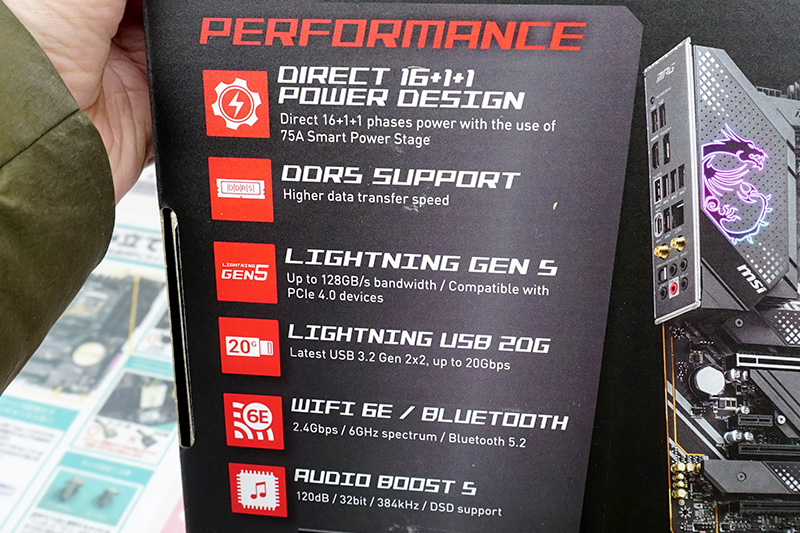 PERFORMANCE
DIRECT 16+1+1
POWER DESIGN
Direct 16+1+1 phases power with the use of
75A Smart Power Stage
DDR5
DDR5 SUPPORT
Higher data transfer speed
LIGHTNING
GEN5
LIGHTNING GEN 5
Up to 128GB/s bandwidth / Compatible with
PCIe 4.0 devices
20G
LIGHTNING USB 20G
Latest USB 3.2 Gen 2x2, up to 20Gbps
6E
WIFI 6E / BLUETOOTH
2.4Gbps / 6GHz spectrum / Bluetooth 5.2
AUDIO BOOST 5
120dB / 32bit / 384kHz / DSD support
MPG
msi